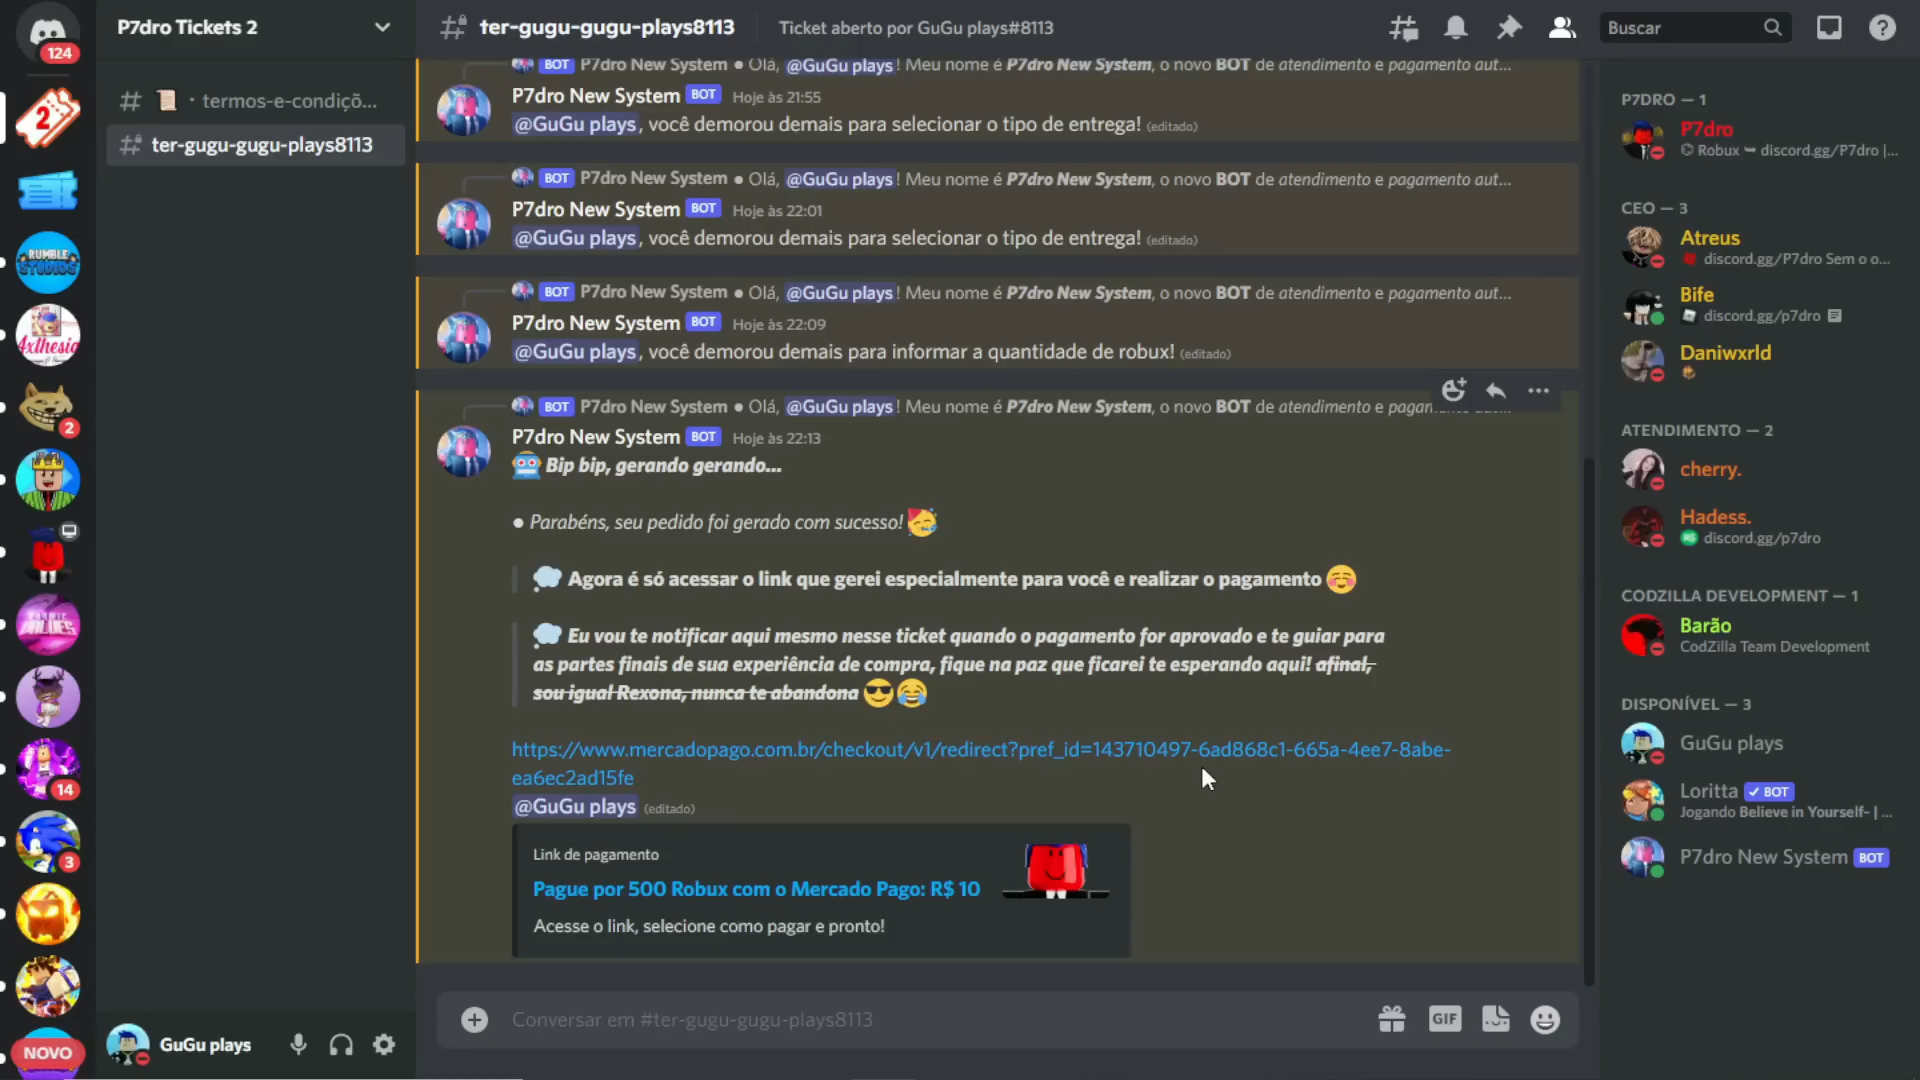 124
P7dro Tickets 2
# · termos-e-condiçõ...
ter-gugu-gugu-plays8113
2
RUMBLE STUDIOS
Axthesia
2
14
3
NOVO
GuGu plays
ter-gugu-gugu-plays8113
Ticket aberto por GuGu plays#8113
Buscar
BOT P7dro New System ● Olá, @GuGu plays! Meu nome é P7dro New System, o novo BOT de atendimento e pagamento aut...
P7dro New System BOT Hoje às 21:55
@GuGu plays, você demorou demais para selecionar o tipo de entrega! (editado)
BOT P7dro New System ● Olá, @GuGu plays! Meu nome é P7dro New System, o novo BOT de atendimento e pagamento aut...
P7dro New System BOT Hoje às 22:01
@GuGu plays, você demorou demais para selecionar o tipo de entrega! (editado)
BOT P7dro New System ● Olá, @GuGu plays! Meu nome é P7dro New System, o novo BOT de atendimento e pagamento aut...
P7dro New System BOT Hoje às 22:09
@GuGu plays, você demorou demais para informar a quantidade de robux! (editado)
BOT P7dro New System ● Olá, @GuGu plays! Meu nome é P7dro New System, o novo BOT de atendimento e pagam
P7dro New System BOT Hoje às 22:13
Bip bip, gerando gerando...
● Parabéns, seu pedido foi gerado com sucesso!
Agora é só acessar o link que gerei especialmente para você e realizar o pagamento
Eu vou te notificar aqui mesmo nesse ticket quando o pagamento for aprovado e te guiar para
as partes finais de sua experiência de compra, fique na paz que ficarei te esperando aqui! afinal,
sou igual Rexona, nunca te abandona
https://www.mercadopago.com.br/checkout/v1/redirect?pref_id=143710497-6ad868c1-665a-4ee7-8abe-
ea6ec2ad15fe
@GuGu plays (editado)
Link de pagamento
Pague por 500 Robux com o Mercado Pago: R$ 10
Acesse o link, selecione como pagar e pronto!
Conversar em #ter-gugu-gugu-plays8113
GIF
P7DRO — 1
P7dro
Robux discord.gg/P7dro |...
CEO — 3
Atreus
discord.gg/P7dro Sem o o...
Bife
discord.gg/p7dro
Daniwxrld
ATENDIMENTO — 2
cherry.
Hadess.
discord.gg/p7dro
CODZILLA DEVELOPMENT — 1
Barão
CodZilla Team Development
DISPONÍVEL — 3
GuGu plays
Loritta BOT
Jogando Believe in Yourself- | ...
P7dro New System BOT